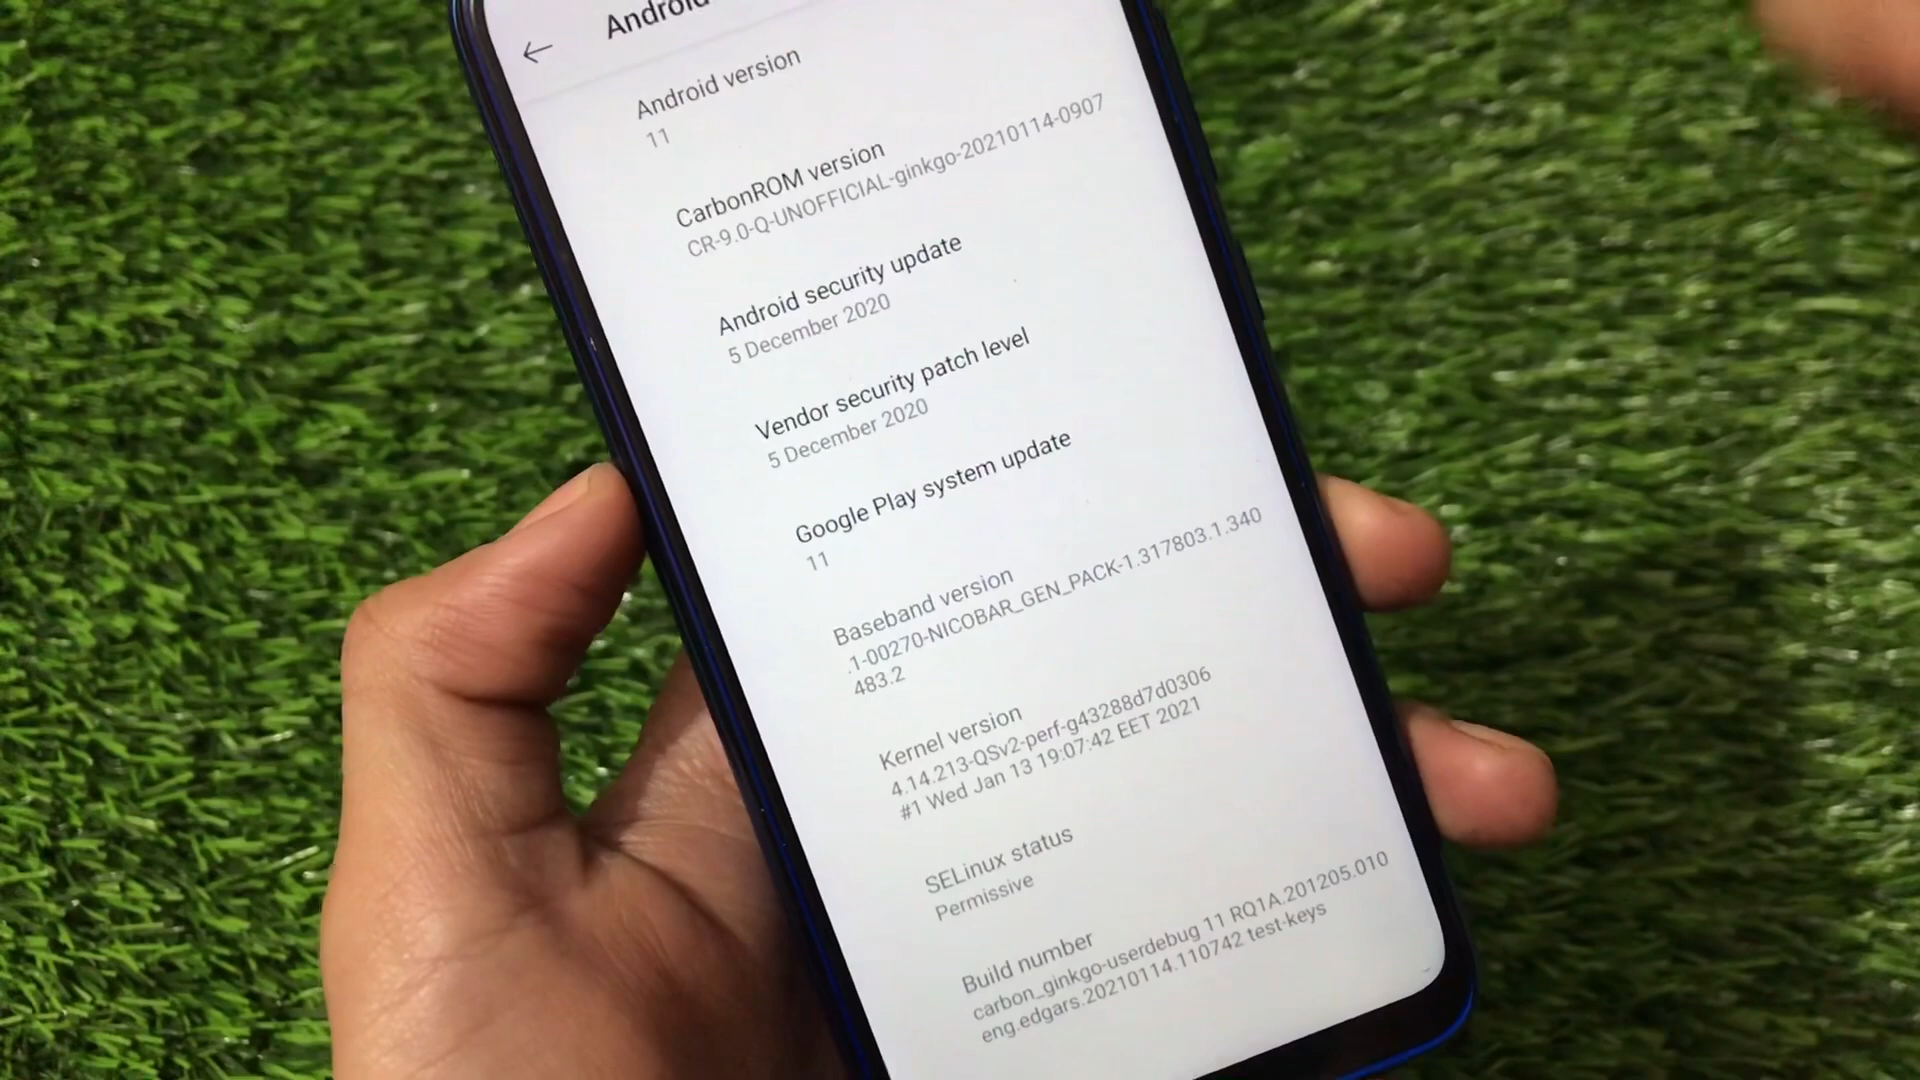 Android
Android version
11
CarbonROM version
CR-9.0-Q-UNOFFICIAL-ginkgo-20210114-0907
Android security update
5 December 2020
Vendor security patch level
5 December 2020
Google Play system update
11
Baseband version
.1-00270-NICOBAR_GEN_PACK-1.317803.1.340
483.2
Kernel version
4.14.213-QSv2-perf-g43288d7d0306
#1 Wed Jan 13 19:07:42 EET 2021
SELinux status
Permissive
Build number
carbon_ginkgo-userdebug 11 RQ1A.201205.010
eng.edgars.20210114.110742 test-keys